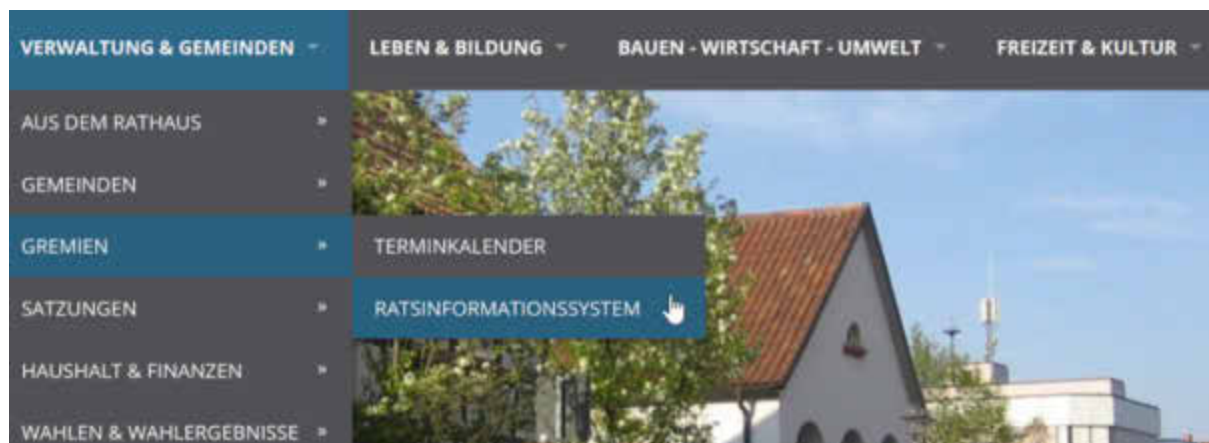 VERWALTUNG & GEMEINDEN LEBEN & BILDUNG BAUEN - WIRTSCHAFT - UMWELT FREIZEIT & KULTUR
AUS DEM RATHAUS »
GEMEINDEN »
GREMIEN » TERMINKALENDER
SATZUNGEN » RATSINFORMATIONSSYSTEM
HAUSHALT & FINANZEN »
WAHLEN & WAHLERGEBNISSE »